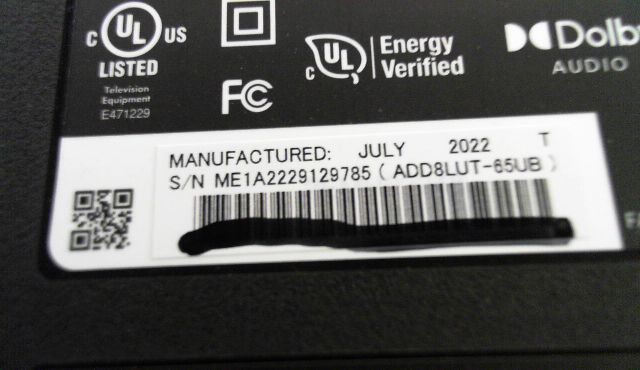 C UL US
LISTED
Television
Equipment
E471229
FC
C UL
Energy
Verified
Dolb
AUDIO
MANUFACTURED: JULY 2022 T
S/N ME1A2229129785 ( ADD8LUT-65UB )